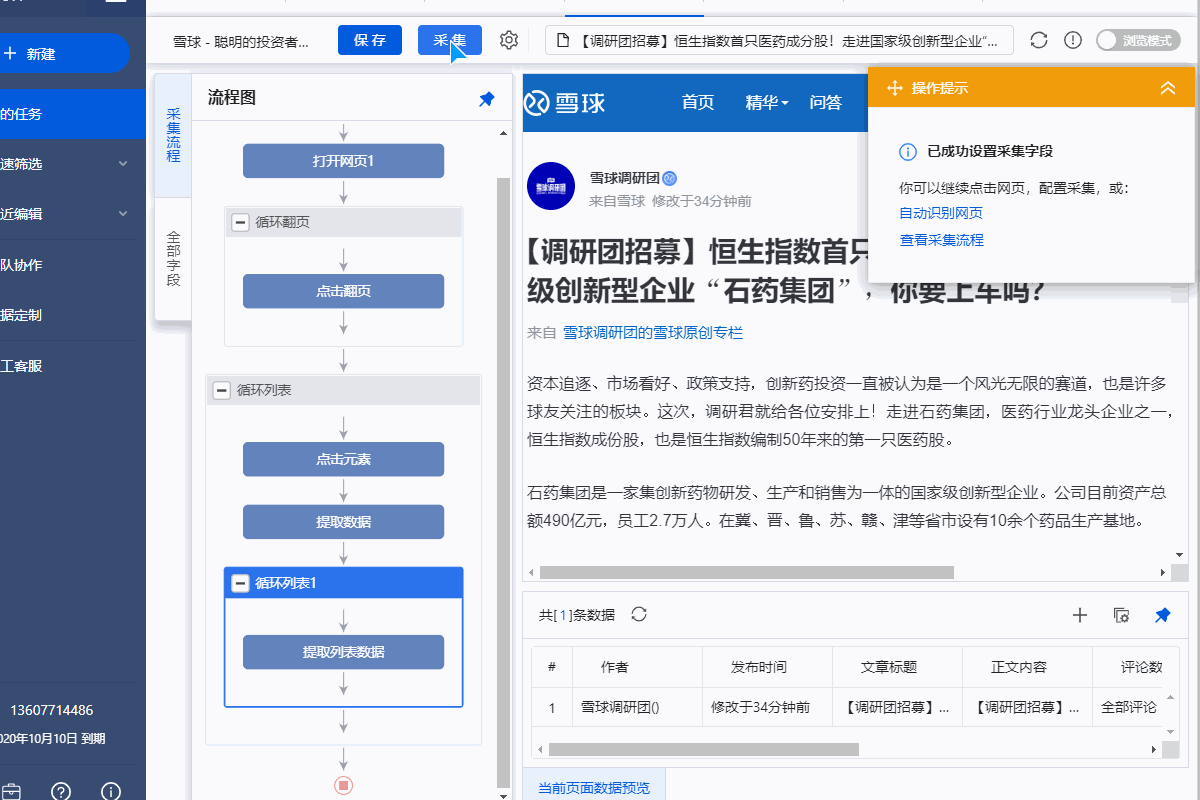 雪球 - 聪明的投资者...
保存
采集
【调研团招募】恒生指数首只医药成分股！走进国家级创新型企业“...
浏览模式
新建
的任务
速筛选
近编辑
队协作
据定制
工客服
13607714486
020年10月10日 到期
采集流程
全部字段
流程图
打开网页1
循环翻页
点击翻页
循环列表
点击元素
提取数据
循环列表1
提取列表数据
雪球
首页
精华
问答
操作提示
已成功设置采集字段
你可以继续点击网页，配置采集，或：
自动识别网页
查看采集流程
雪球调研团
来自雪球 修改于34分钟前
【调研团招募】恒生指数首只
级创新型企业“石药集团”，你要上车吗？
来自 雪球调研团的雪球原创专栏
资本追逐、市场看好、政策支持，创新药投资一直被认为是一个风光无限的赛道，也是许多
球友关注的板块。这次，调研君就给各位安排上！走进石药集团，医药行业龙头企业之一，
恒生指数成份股，也是恒生指数编制50年来的第一只医药股。
石药集团是一家集创新药物研发、生产和销售为一体的国家级创新型企业。公司目前资产总
额490亿元，员工2.7万人。在冀、晋、鲁、苏、赣、津等省市设有10余个药品生产基地。
共[1]条数据
# 作者 发布时间 文章标题 正文内容 评论数
1 雪球调研团() 修改于34分钟前 【调研团招募】... 【调研团招募】... 全部评论
当前页面数据预览